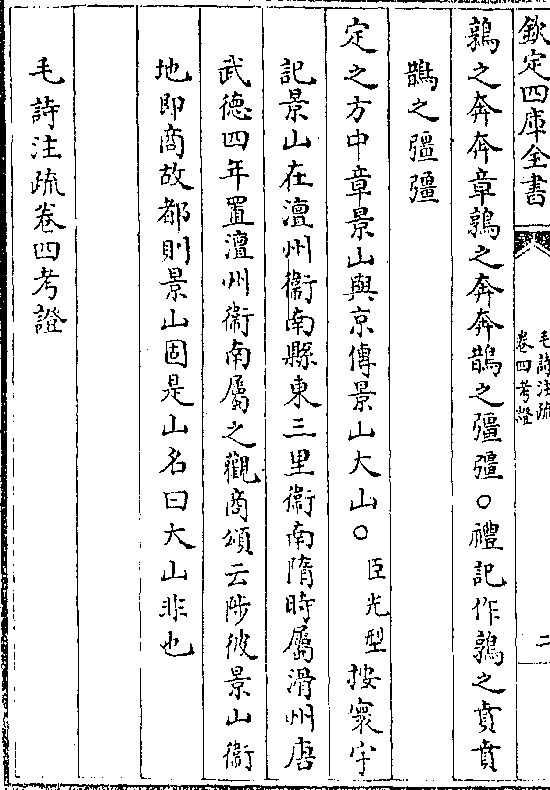 欽定四庫全書
毛詩注疏
卷四考證
二
鶉之奔奔章鶉之奔奔鵲之彊彊○禮記作鶉之賁賁
鵲之彊彊
定之方中章景山與京傳景山大山○臣光型按寰宇
記景山在澶州衞南縣東三里衞南隋時屬滑州唐
武德四年置澶州衞南屬之觀商頌云陟彼景山衞
地即商故都則景山固是山名曰大山非也
毛詩注疏卷四考證